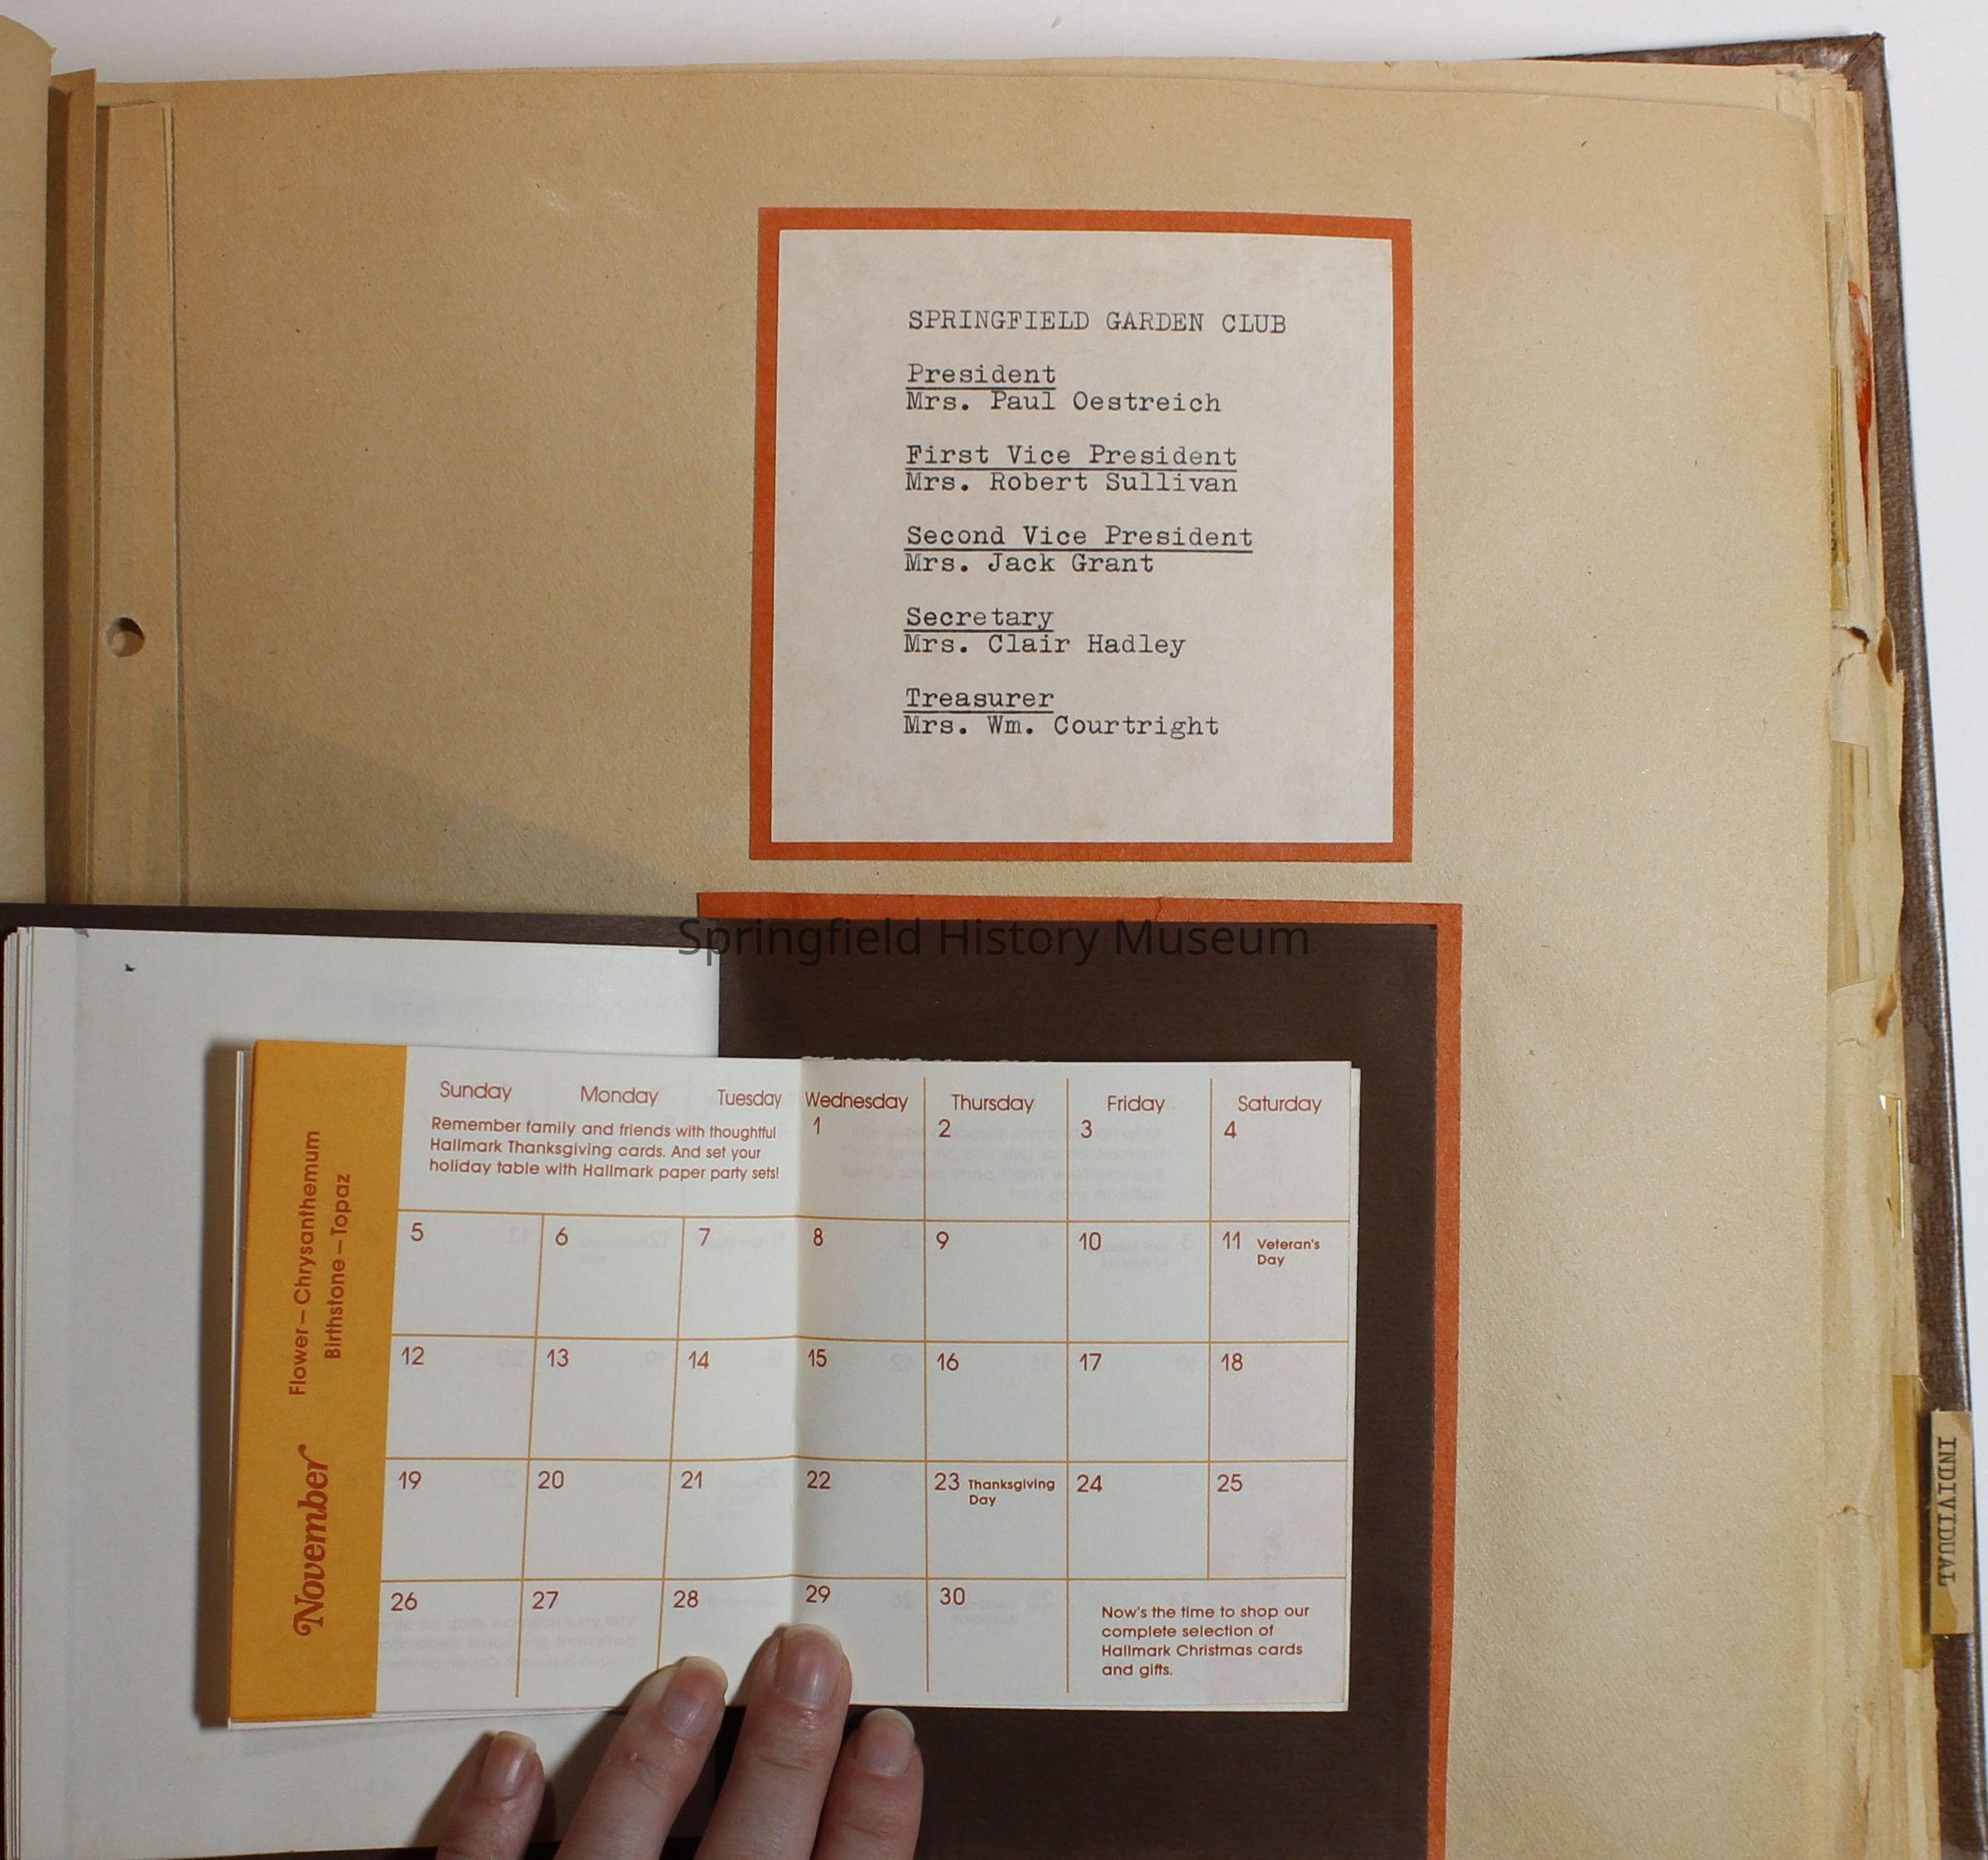 SPRINGFIELD GARDEN CLUB
President
Mrs. Paul Oestreich
First Vice President
Mrs. Robert Sullivan
Second Vice President
Mrs. Jack Grant
Secretary
Mrs. Clair Hadley
Treasurer
Mrs. Wm. Courtright
Springfield History Museum
November
Flower—Chrysanthemum
Birthstone—Topaz
Sunday Monday Tuesday Wednesday Thursday Friday Saturday
Remember family and friends with thoughtful
Hallmark Thanksgiving cards. And set your
holiday table with Hallmark paper party sets!
1 2 3 4
5 6 7 8 9 10 11 Veteran's
Day
12 13 14 15 16 17 18
19 20 21 22 23 Thanksgiving
Day
24 25
26 27 28 29 30
Now's the time to shop our
complete selection of
Hallmark Christmas cards
and gifts.
INDIVIDUAL